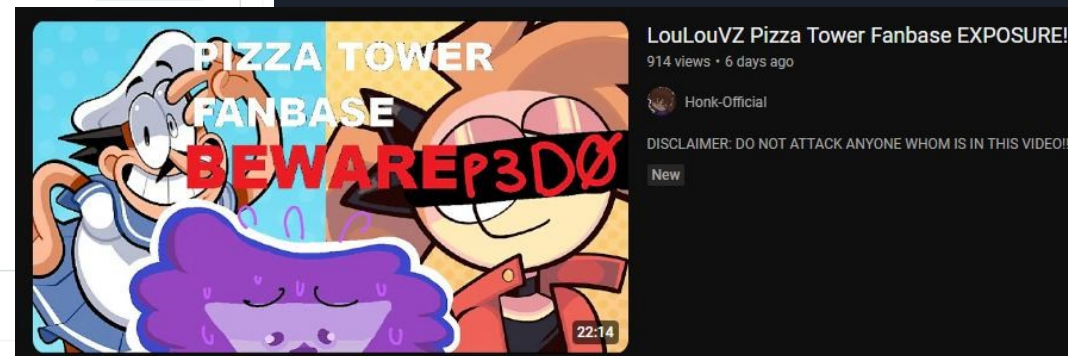 PIZZA TOWER
FANBASE
BEWARE P3DØ
22:14
LouLouVZ Pizza Tower Fanbase EXPOSURE!
914 views • 6 days ago
Honk-Official
DISCLAIMER: DO NOT ATTACK ANYONE WHOM IS IN THIS VIDEO!!
New